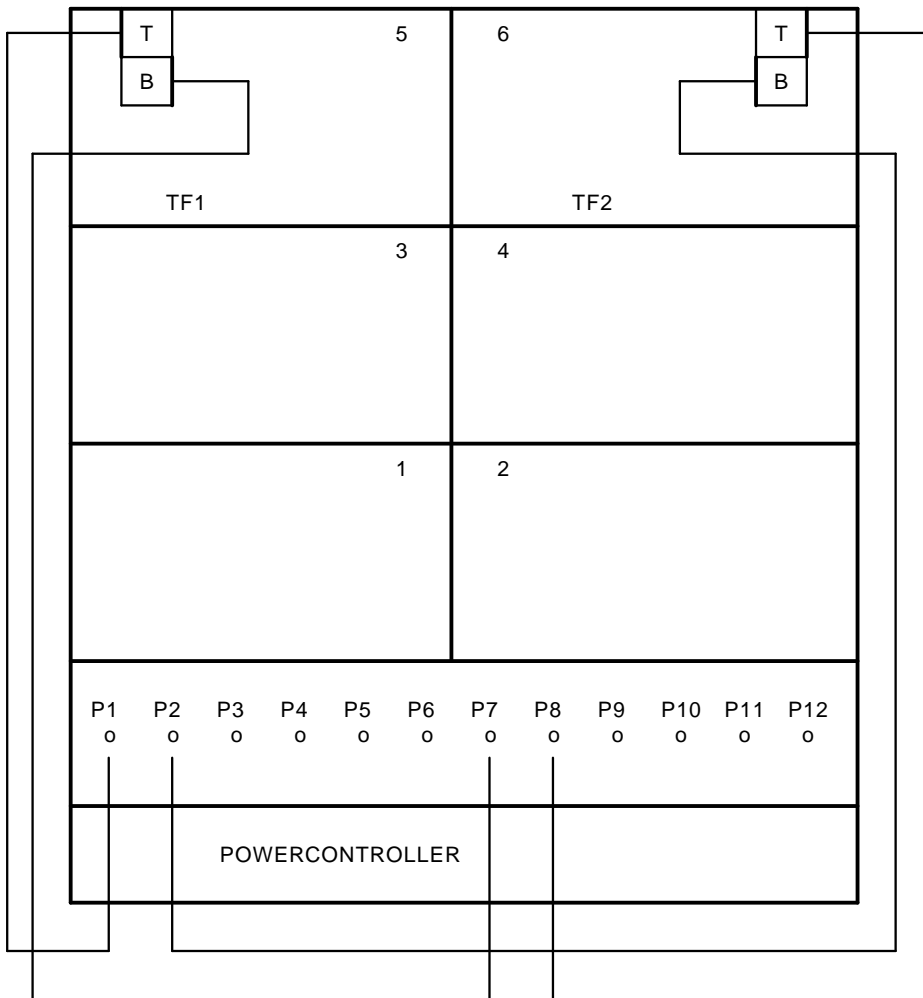 T 5 6 T
B B
TF1 TF2
3 4
1 2
P1 P2 P3 P4 P5 P6 P7 P8 P9 P10 P11 P12
o o o o o o o o o o o o
POWERCONTROLLER